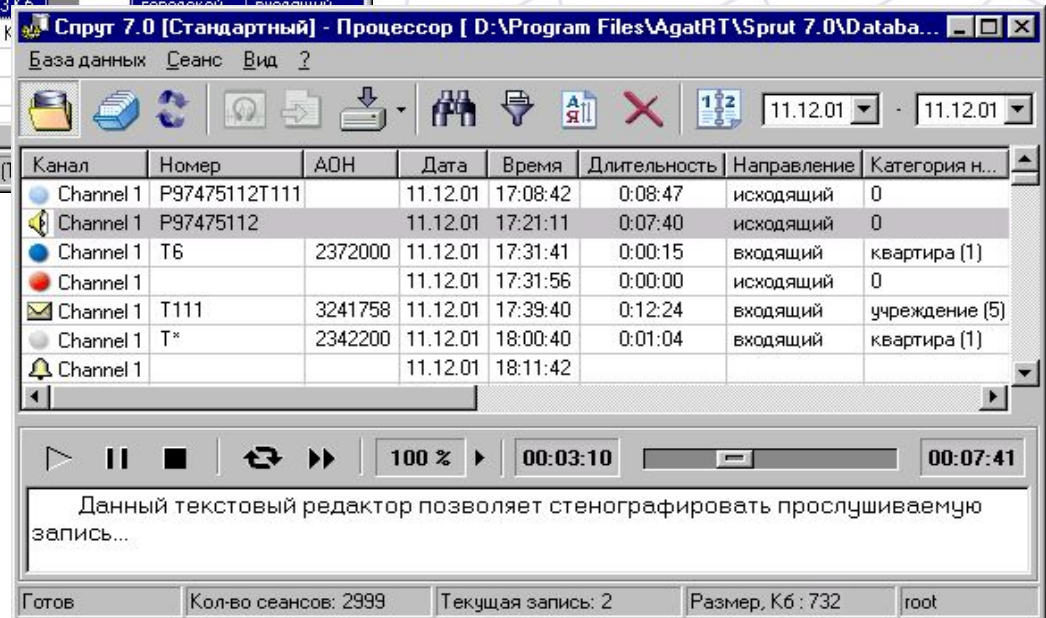 городской входящий
Спрут 7.0 [Стандартный] - Процессор [ D:\Program Files\AgatRT\Sprut 7.0\Databa...
База данных Сеанс Вид ?
11.12.01 - 11.12.01
Канал Номер АОН Дата Время Длительность Направление Категория н...
Channel 1 P97475112T111 11.12.01 17:08:42 0:08:47 исходящий 0
Channel 1 P97475112 11.12.01 17:21:11 0:07:40 исходящий 0
Channel 1 T6 2372000 11.12.01 17:31:41 0:00:15 входящий квартира (1)
Channel 1 11.12.01 17:31:56 0:00:00 исходящий 0
Channel 1 T111 3241758 11.12.01 17:39:40 0:12:24 входящий учреждение (5)
Channel 1 T* 2342200 11.12.01 18:00:40 0:01:04 входящий квартира (1)
Channel 1 11.12.01 18:11:42
100 % 00:03:10 00:07:41
Данный текстовый редактор позволяет стенографировать прослушиваемую
запись...
Готов Кол-во сеансов: 2999 Текущая запись: 2 Размер, Кб : 732 root